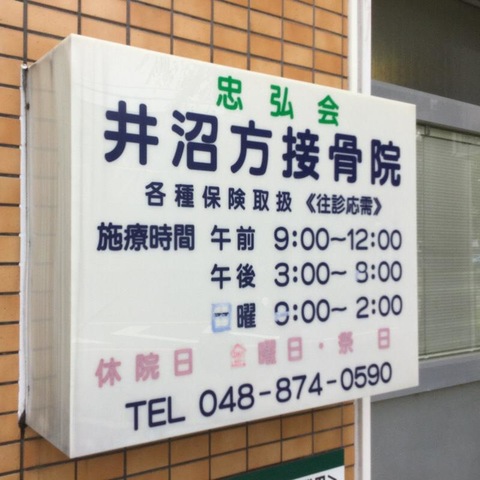 忠弘会
井沼方接骨院
各種保険取扱 《往診応需》
施療時間 午前 9:00〜12:00
午後 3:00〜8:00
日曜 9:00〜2:00
休院日 金曜日・祭日
TEL 048-874-0590